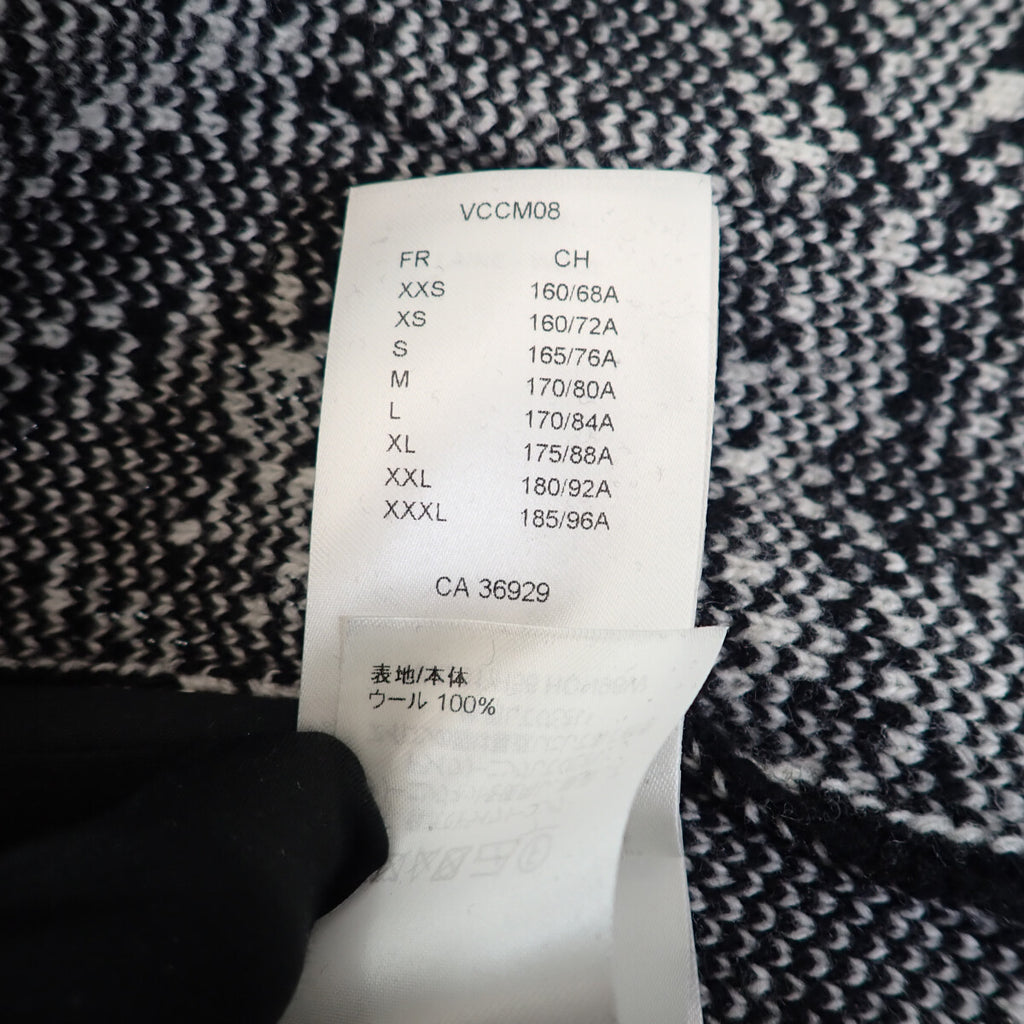 VCCM08
FR CH
XXS 160/68A
XS 160/72A
S 165/76A
M 170/80A
L 170/84A
XL 175/88A
XXL 180/92A
XXXL 185/96A
CA 36929
表地/本体
ウール 100%